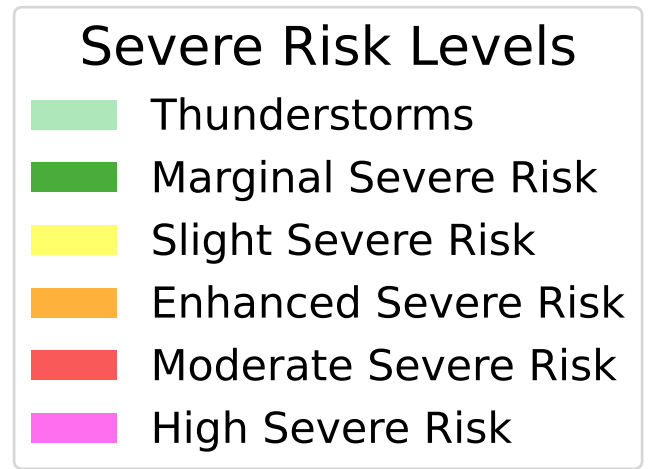 Severe Risk Levels
Thunderstorms
Marginal Severe Risk
Slight Severe Risk
Enhanced Severe Risk
Moderate Severe Risk
High Severe Risk